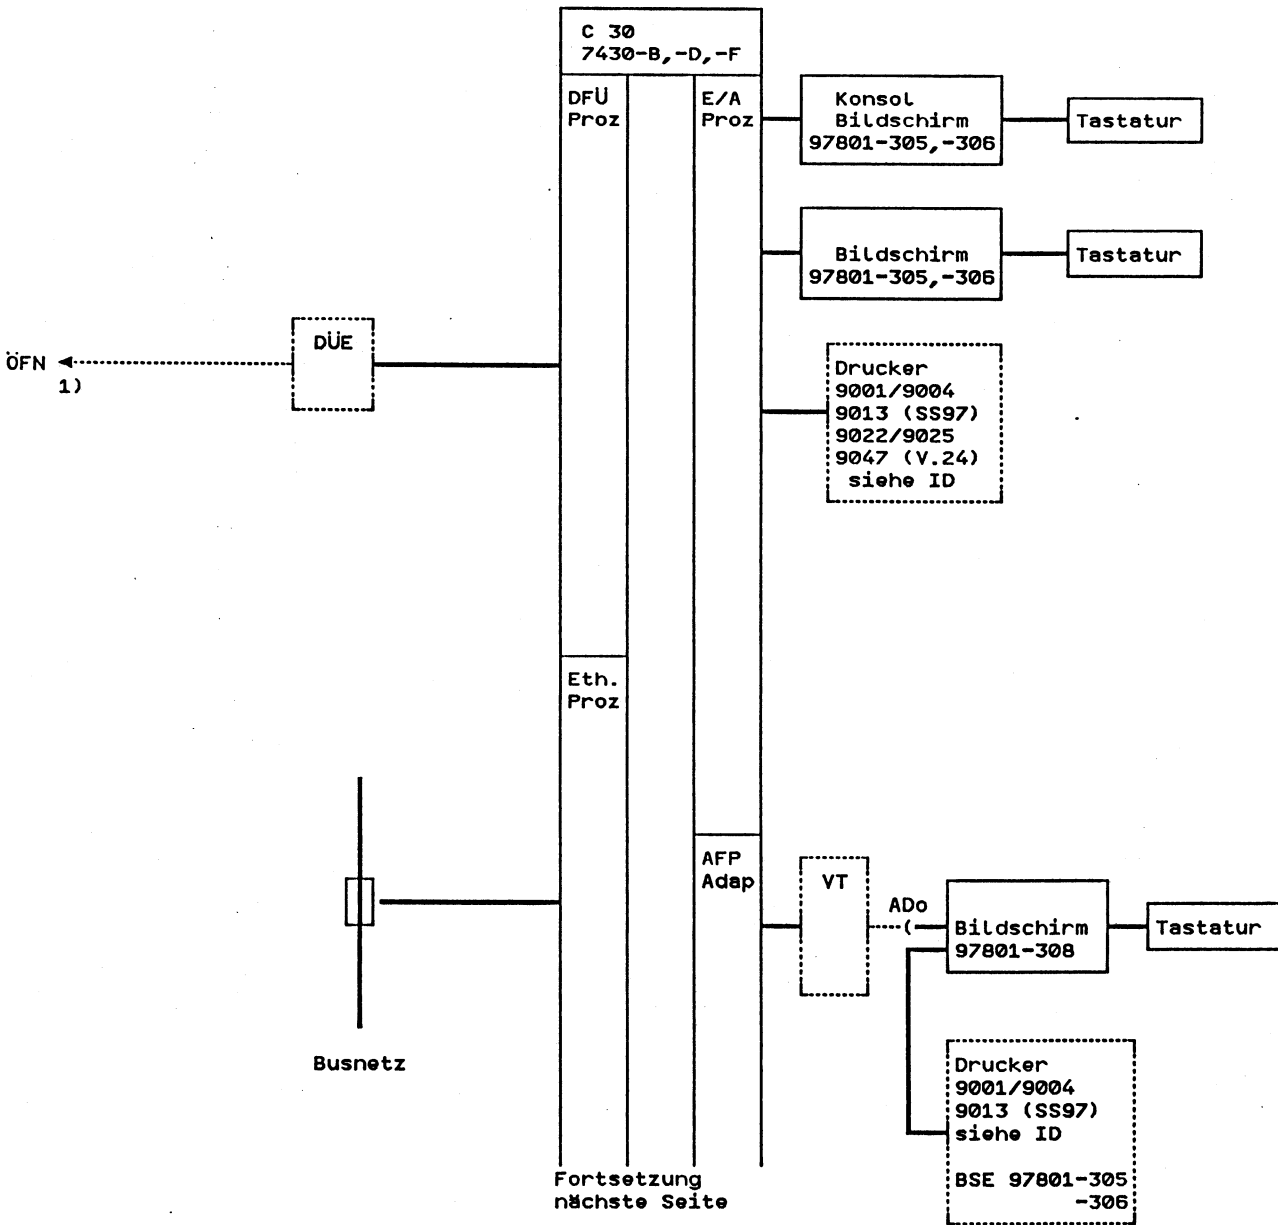 C 30
7430-B,-D,-F
DFÜ
Proz
E/A
Proz
Konsol
Bildschirm
97801-305,-306
Tastatur
Bildschirm
97801-305,-306
Tastatur
DÜE
ÖFN
1)
Drucker
9001/9004
9013 (SS97)
9022/9025
9047 (V.24)
siehe ID
Eth.
Proz
AFP
Adap
VT
ADo
Bildschirm
97801-308
Tastatur
Busnetz
Drucker
9001/9004
9013 (SS97)
siehe ID
BSE 97801-305
-306
Fortsetzung
nächste Seite